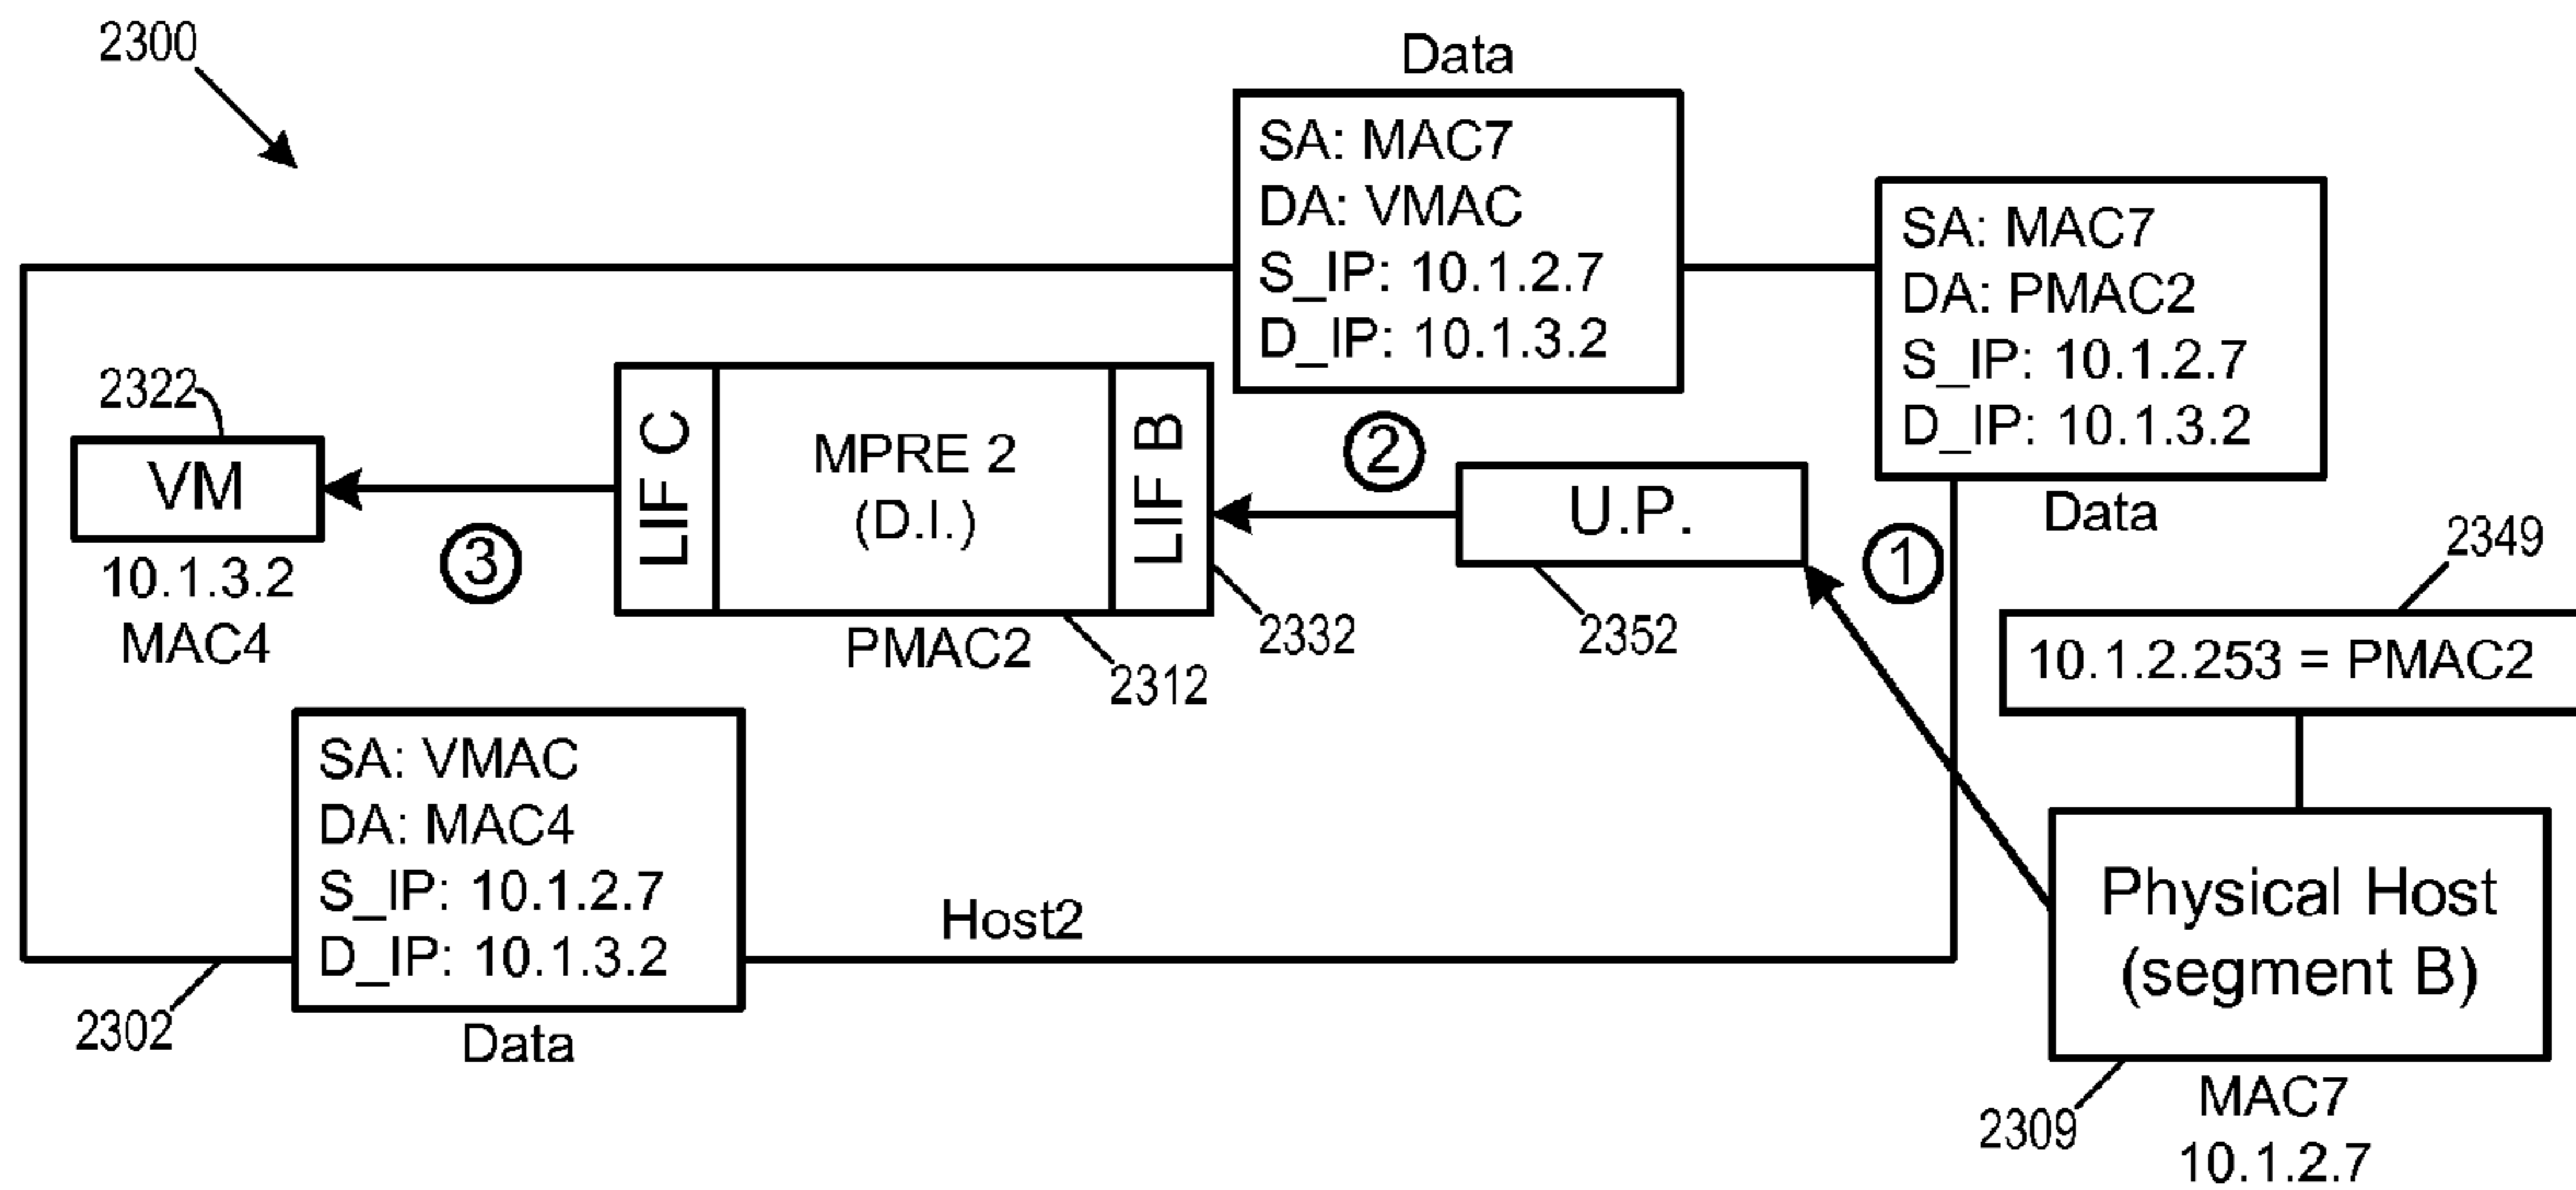 2300
Data
SA: MAC7
DA: VMAC
S_IP: 10.1.2.7
D_IP: 10.1.3.2
SA: MAC7
DA: PMAC2
S_IP: 10.1.2.7
D_IP: 10.1.3.2
Data
2322
VM
10.1.3.2
MAC4
3
LIF C
MPRE 2
(D.I.)
LIF B
PMAC2
2312
2332
2
U.P.
2352
1
2349
10.1.2.253 = PMAC2
SA: VMAC
DA: MAC4
S_IP: 10.1.2.7
D_IP: 10.1.3.2
Data
2302
Host2
Physical Host
(segment B)
2309
MAC7
10.1.2.7